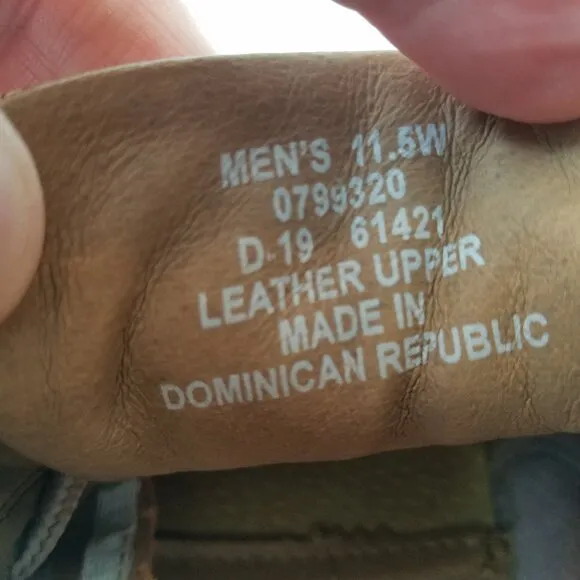 MEN'S 11.5W
0799320
D-19 61421
LEATHER UPPER
MADE IN
DOMINICAN REPUBLIC